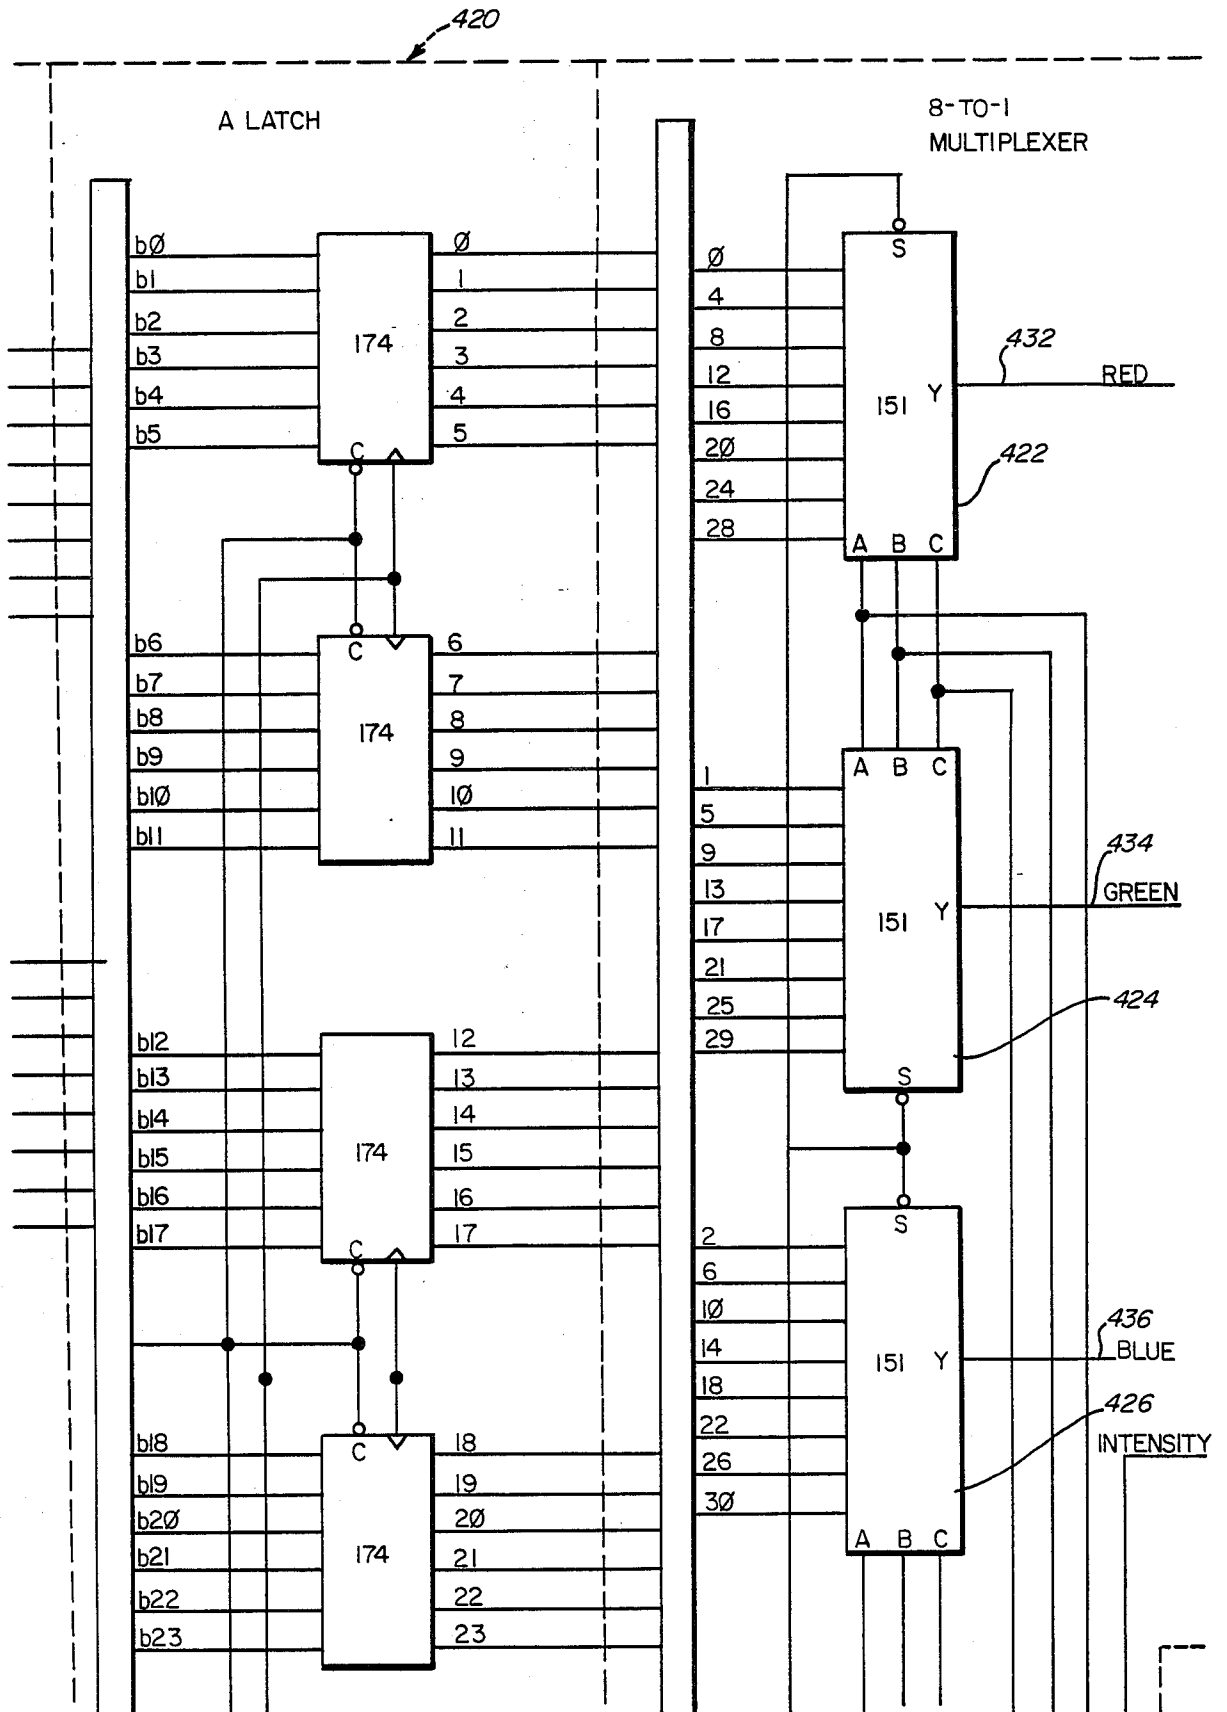 420
A LATCH
8-TO-1
MULTIPLEXER
bØ
b1
b2
b3
b4
b5
174
C
Ø
1
2
3
4
5
b6
b7
b8
b9
b1Ø
b11
C
174
6
7
8
9
1Ø
11
b12
b13
b14
b15
b16
b17
174
C
12
13
14
15
16
17
b18
b19
b2Ø
b21
b22
b23
C
174
18
19
2Ø
21
22
23
Ø
4
8
12
16
2Ø
24
28
S
151
Y
A B C
432
RED
422
1
5
9
13
17
21
25
29
A B C
151
Y
S
434
GREEN
424
2
6
1Ø
14
18
22
26
3Ø
S
151
Y
A B C
436
BLUE
426
INTENSITY